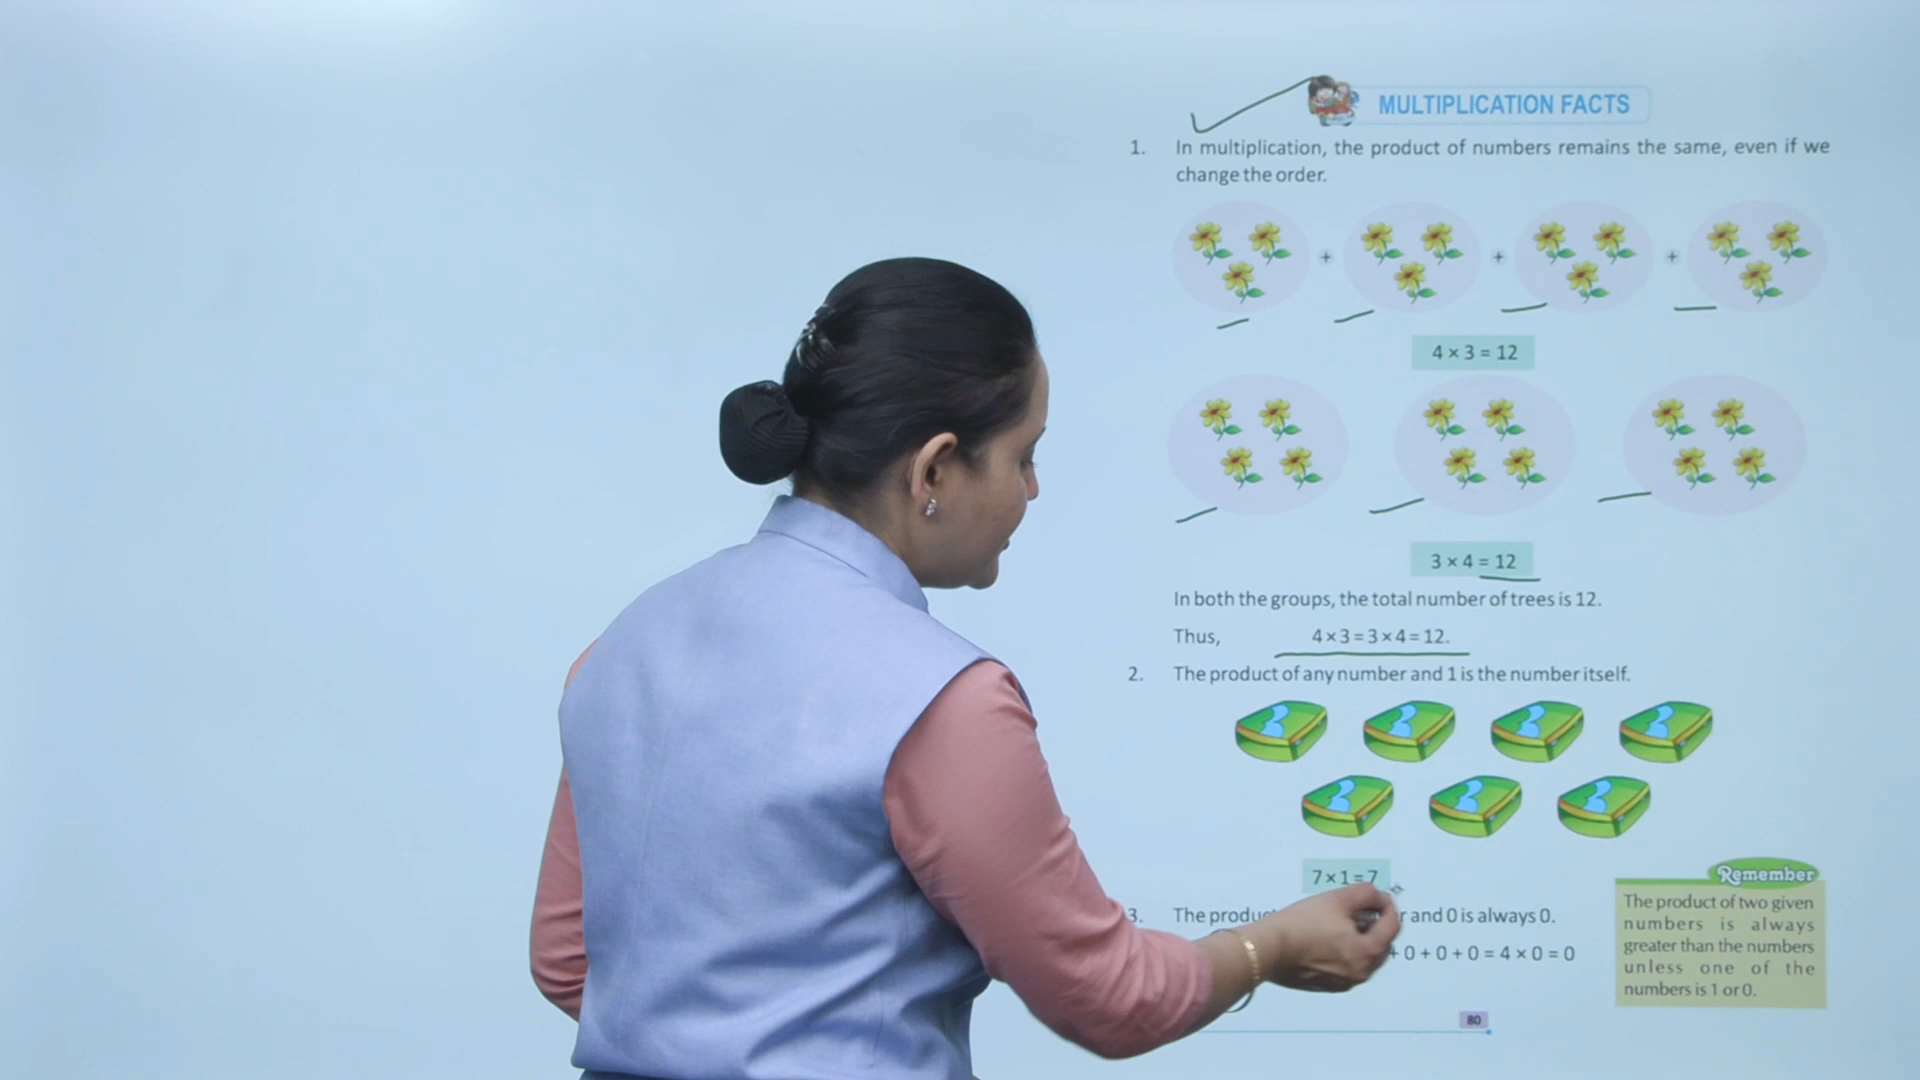 MULTIPLICATION FACTS
1. In multiplication, the product of numbers remains the same, even if we
change the order.
+ + +
4 × 3 = 12
3 × 4 = 12
In both the groups, the total number of trees is 12.
Thus, 4 × 3 = 3 × 4 = 12.
2. The product of any number and 1 is the number itself.
7 × 1 = 7
3. The and 0 is always 0.
+ 0 + 0 + 0 = 4 × 0 = 0
Remember
The product of two given
numbers is always
greater than the numbers
unless one of the
numbers is 1 or 0.
80